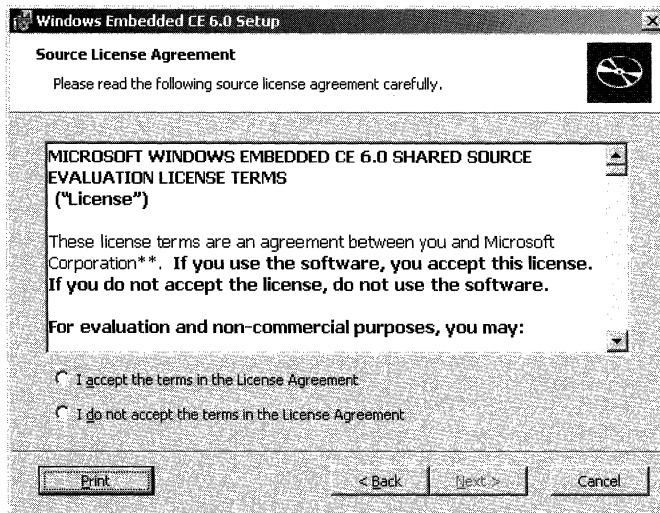 Windows Embedded CE 6.0 Setup
Source License Agreement
Please read the following source license agreement carefully.
MICROSOFT WINDOWS EMBEDDED CE 6.0 SHARED SOURCE
EVALUATION LICENSE TERMS
("License")
These license terms are an agreement between you and Microsoft
Corporation**. If you use the software, you accept this license.
If you do not accept the license, do not use the software.
For evaluation and non-commercial purposes, you may:
I accept the terms in the License Agreement
I do not accept the terms in the License Agreement
Print < Back Next > Cancel